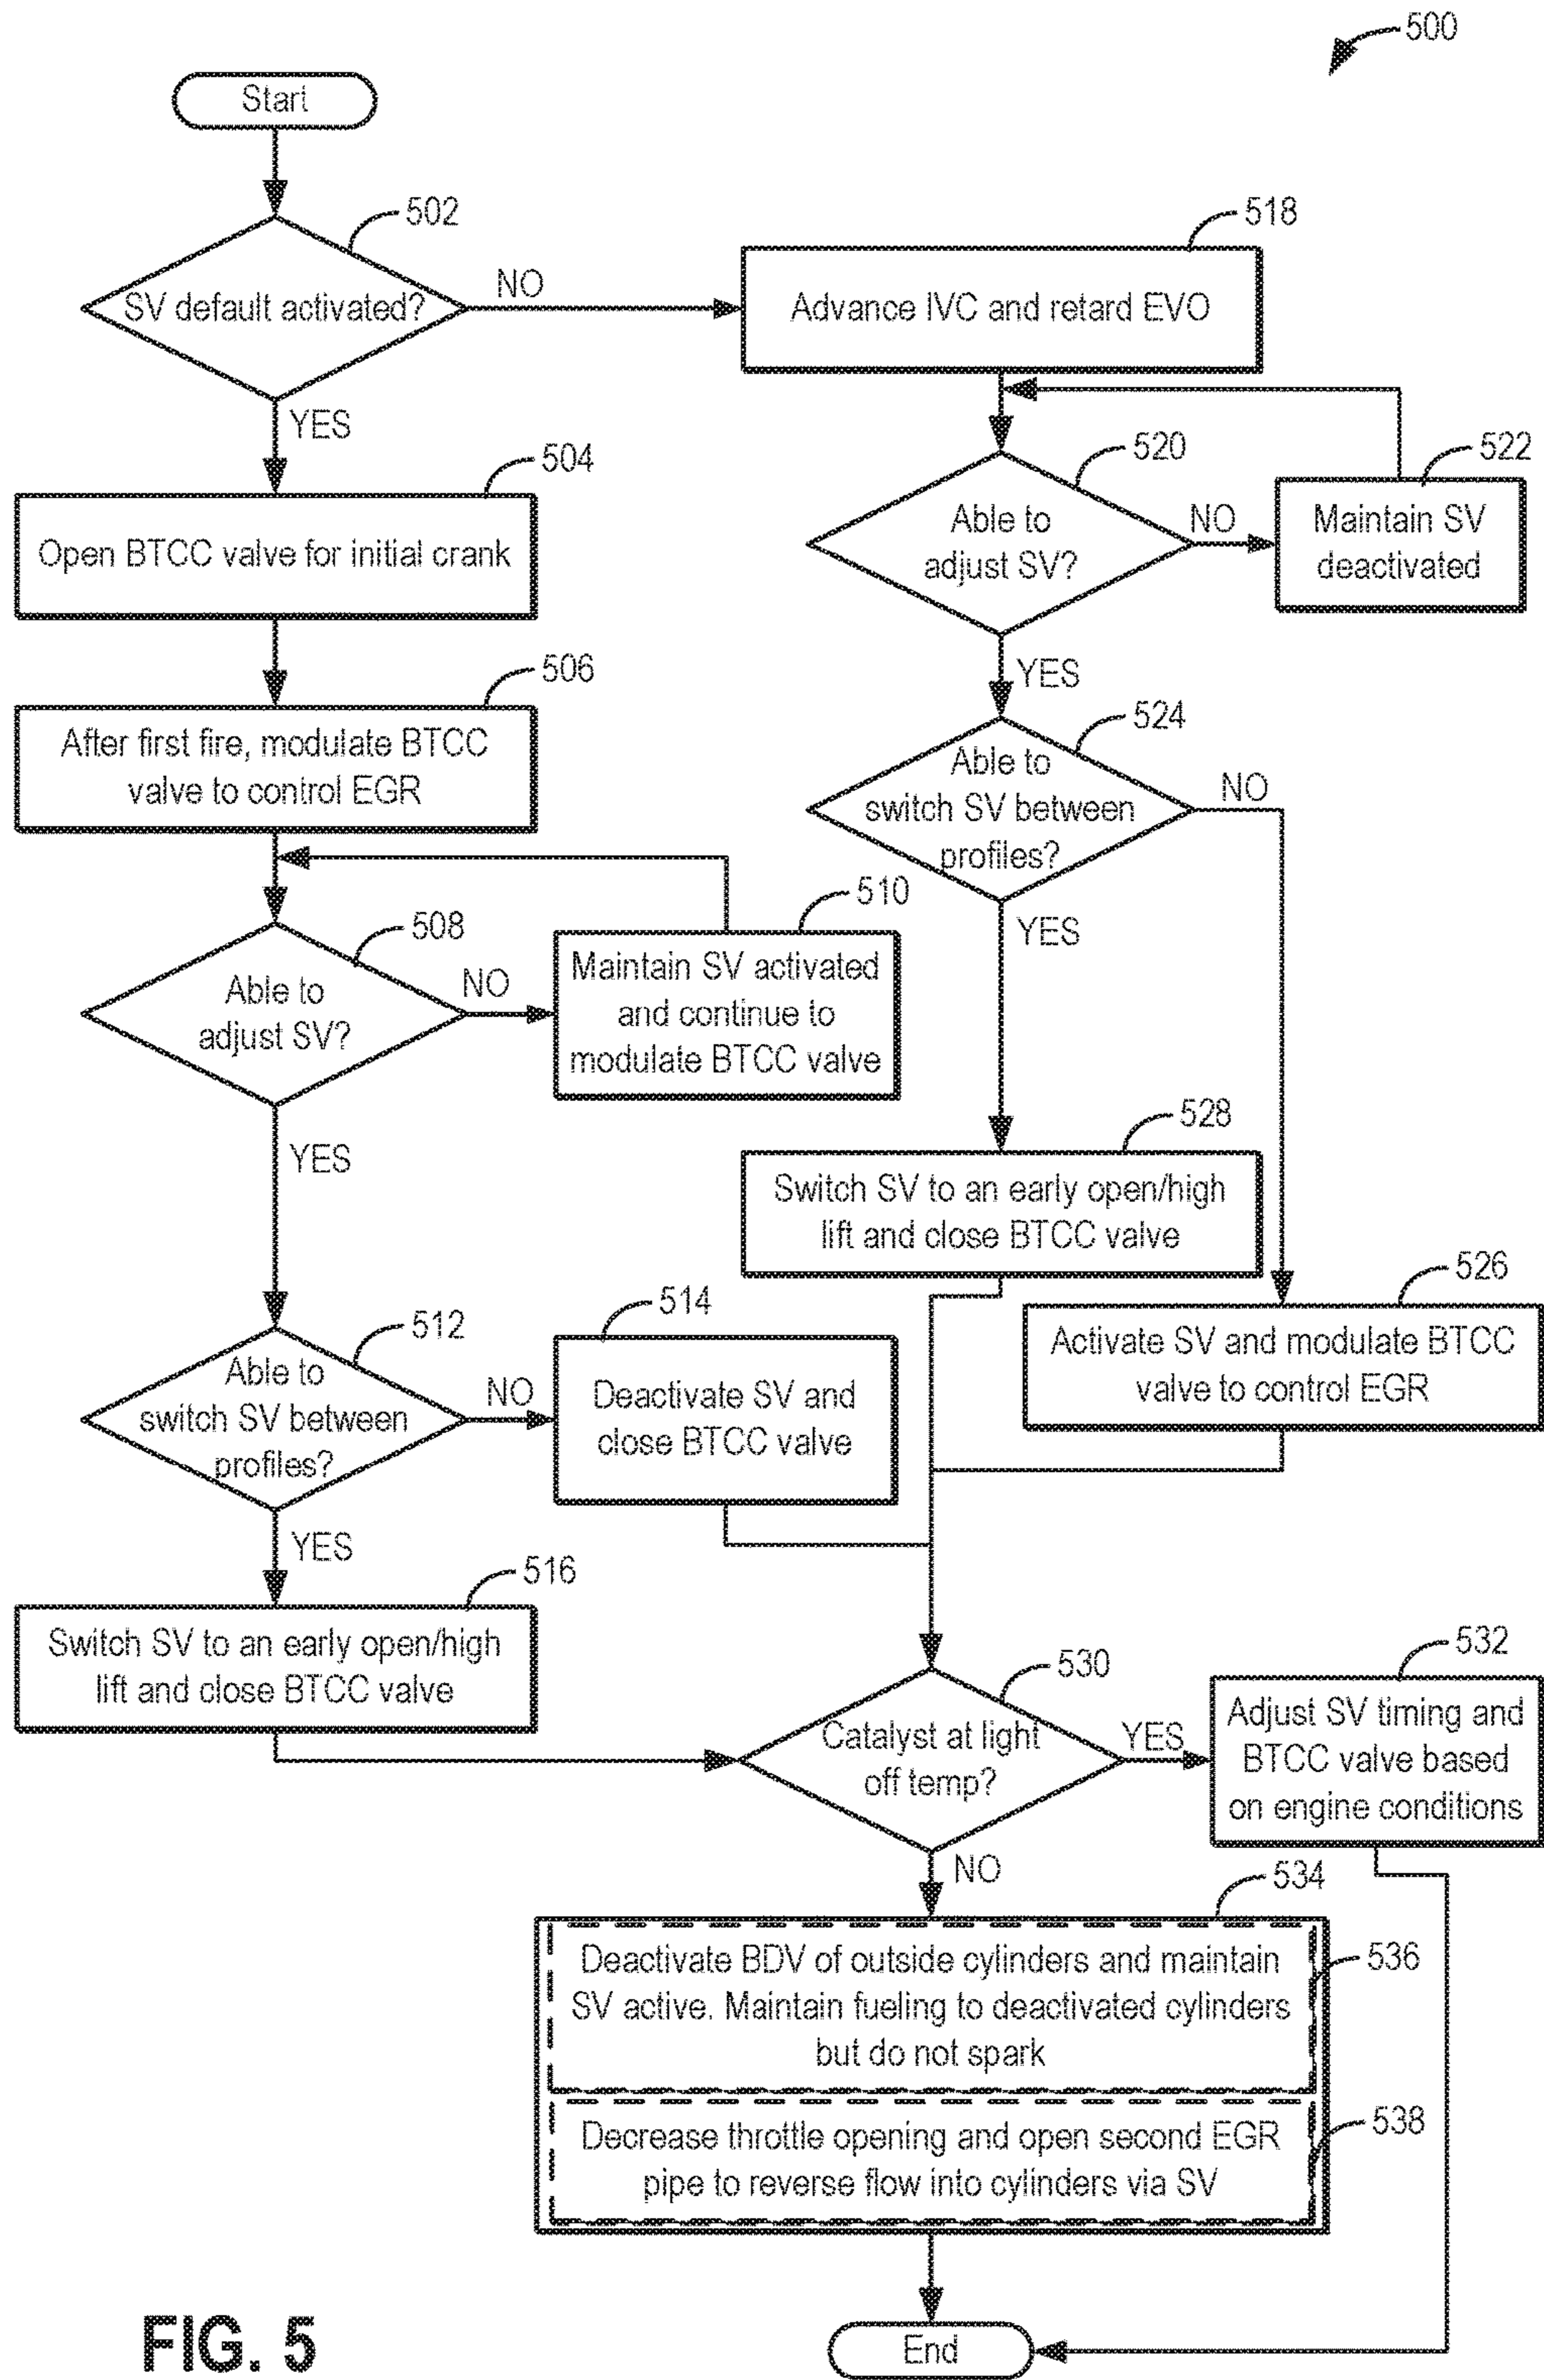 500
Start
502
SV default activated?
NO
YES
518
Advance IVC and retard EVO
504
Open BTCC valve for initial crank
520
Able to
adjust SV?
NO
YES
522
Maintain SV
deactivated
506
After first fire, modulate BTCC
valve to control EGR
524
Able to
switch SV between
profiles?
NO
YES
508
Able to
adjust SV?
NO
YES
510
Maintain SV activated
and continue to
modulate BTCC valve
528
Switch SV to an early open/high
lift and close BTCC valve
526
Activate SV and modulate BTCC
valve to control EGR
512
Able to
switch SV between
profiles?
NO
YES
514
Deactivate SV and
close BTCC valve
516
Switch SV to an early open/high
lift and close BTCC valve
530
Catalyst at light
off temp?
YES
NO
532
Adjust SV timing and
BTCC valve based
on engine conditions
534
Deactivate BDV of outside cylinders and maintain
SV active. Maintain fueling to deactivated cylinders
but do not spark
536
Decrease throttle opening and open second EGR
pipe to reverse flow into cylinders via SV
538
End
FIG. 5